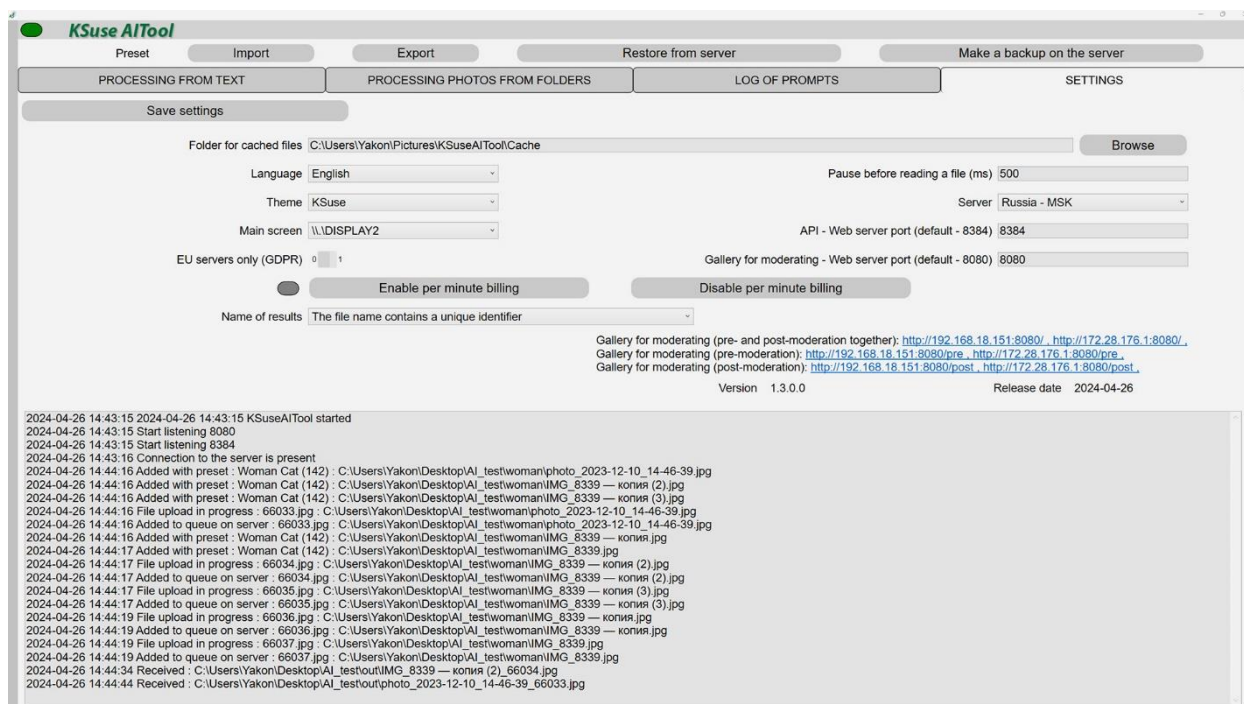 KSuse AITool
Preset Import Export Restore from server Make a backup on the server
PROCESSING FROM TEXT PROCESSING PHOTOS FROM FOLDERS LOG OF PROMPTS SETTINGS
Save settings
Folder for cached files C:\Users\Yakon\Pictures\KSuseAITool\Cache Browse
Language English Pause before reading a file (ms) 500
Theme KSuse Server Russia - MSK
Main screen \\.\DISPLAY2 API - Web server port (default - 8384) 8384
EU servers only (GDPR) 0 1 Gallery for moderating - Web server port (default - 8080) 8080
Enable per minute billing Disable per minute billing
Name of results The file name contains a unique identifier
Gallery for moderating (pre- and post-moderation together): http://192.168.18.151:8080/ , http://172.28.176.1:8080/ ,
Gallery for moderating (pre-moderation): http://192.168.18.151:8080/pre , http://172.28.176.1:8080/pre ,
Gallery for moderating (post-moderation): http://192.168.18.151:8080/post , http://172.28.176.1:8080/post ,
Version 1.3.0.0 Release date 2024-04-26
2024-04-26 14:43:15 2024-04-26 14:43:15 KSuseAITool started
2024-04-26 14:43:15 Start listening 8080
2024-04-26 14:43:15 Start listening 8384
2024-04-26 14:43:16 Connection to the server is present
2024-04-26 14:44:16 Added with preset : Woman Cat (142) : C:\Users\Yakon\Desktop\AI_test\woman\photo_2023-12-10_14-46-39.jpg
2024-04-26 14:44:16 Added with preset : Woman Cat (142) : C:\Users\Yakon\Desktop\AI_test\woman\IMG_8339 — копия (2).jpg
2024-04-26 14:44:16 Added with preset : Woman Cat (142) : C:\Users\Yakon\Desktop\AI_test\woman\IMG_8339 — копия (3).jpg
2024-04-26 14:44:16 File upload in progress : 66033.jpg : C:\Users\Yakon\Desktop\AI_test\woman\photo_2023-12-10_14-46-39.jpg
2024-04-26 14:44:16 Added to queue on server : 66033.jpg : C:\Users\Yakon\Desktop\AI_test\woman\photo_2023-12-10_14-46-39.jpg
2024-04-26 14:44:16 Added with preset : Woman Cat (142) : C:\Users\Yakon\Desktop\AI_test\woman\IMG_8339 — копия.jpg
2024-04-26 14:44:17 Added with preset : Woman Cat (142) : C:\Users\Yakon\Desktop\AI_test\woman\IMG_8339.jpg
2024-04-26 14:44:17 File upload in progress : 66034.jpg : C:\Users\Yakon\Desktop\AI_test\woman\IMG_8339 — копия (2).jpg
2024-04-26 14:44:17 Added to queue on server : 66034.jpg : C:\Users\Yakon\Desktop\AI_test\woman\IMG_8339 — копия (2).jpg
2024-04-26 14:44:17 File upload in progress : 66035.jpg : C:\Users\Yakon\Desktop\AI_test\woman\IMG_8339 — копия (3).jpg
2024-04-26 14:44:17 Added to queue on server : 66035.jpg : C:\Users\Yakon\Desktop\AI_test\woman\IMG_8339 — копия (3).jpg
2024-04-26 14:44:19 File upload in progress : 66036.jpg : C:\Users\Yakon\Desktop\AI_test\woman\IMG_8339 — копия.jpg
2024-04-26 14:44:19 Added to queue on server : 66036.jpg : C:\Users\Yakon\Desktop\AI_test\woman\IMG_8339 — копия.jpg
2024-04-26 14:44:19 File upload in progress : 66037.jpg : C:\Users\Yakon\Desktop\AI_test\woman\IMG_8339.jpg
2024-04-26 14:44:19 Added to queue on server : 66037.jpg : C:\Users\Yakon\Desktop\AI_test\woman\IMG_8339.jpg
2024-04-26 14:44:34 Received : C:\Users\Yakon\Desktop\AI_test\out\IMG_8339 — копия (2)_66034.jpg
2024-04-26 14:44:44 Received : C:\Users\Yakon\Desktop\AI_test\out\photo_2023-12-10_14-46-39_66033.jpg